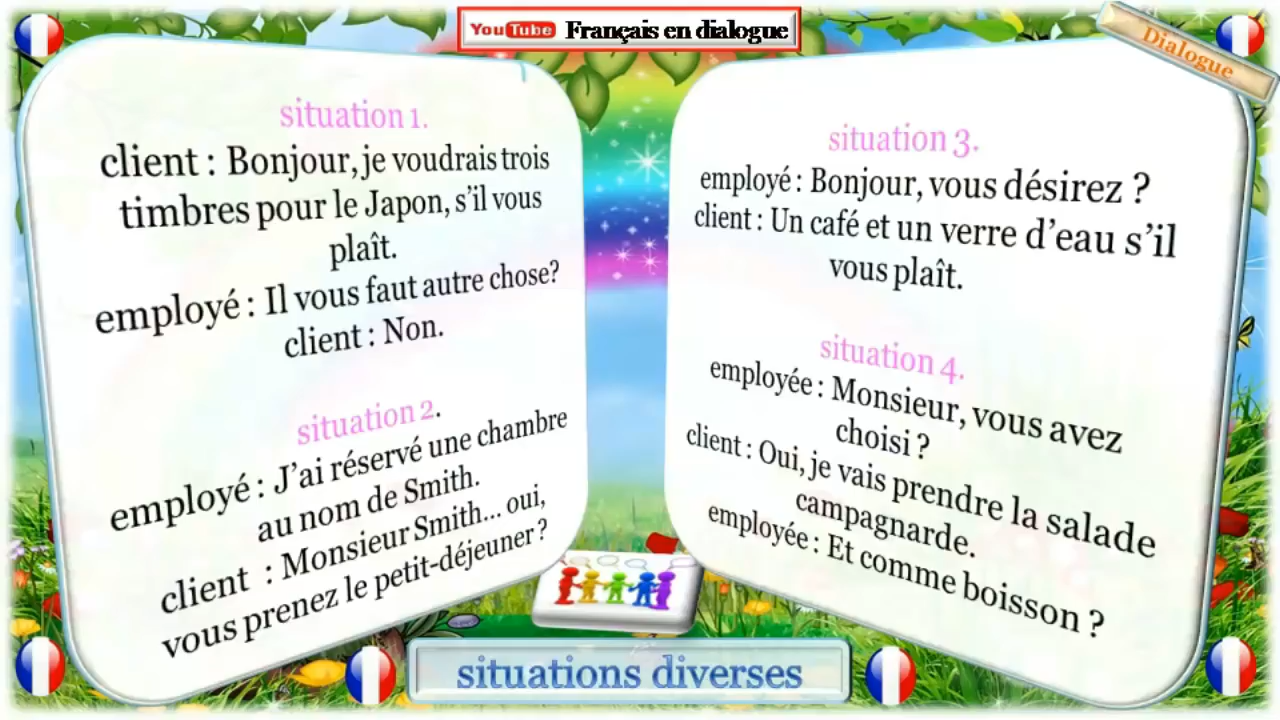 YouTube Français en dialogue
Dialogue
situation 1.
client : Bonjour, je voudrais trois
timbres pour le Japon, s'il vous
plaît.
employé : Il vous faut autre chose?
client : Non.
situation 2.
employé : J'ai réservé une chambre
au nom de Smith.
client : Monsieur Smith... oui,
vous prenez le petit-déjeuner ?
situation 3.
employé : Bonjour, vous désirez ?
client : Un café et un verre d'eau s'il
vous plaît.
situation 4.
employée : Monsieur, vous avez
choisi ?
client : Oui, je vais prendre la salade
campagnarde.
employée : Et comme boisson ?
situations diverses